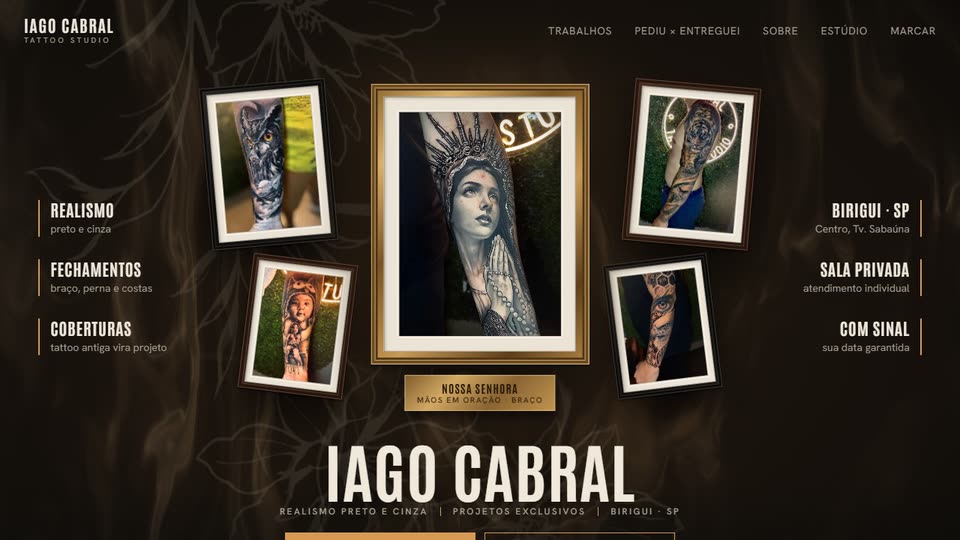 IAGO CABRAL
TATTOO STUDIO
TRABALHOS
PEDIU × ENTREGUEI
SOBRE
ESTÚDIO
MARCAR
STU
TU
REALISMO
preto e cinza
FECHAMENTOS
braço, perna e costas
COBERTURAS
tattoo antiga vira projeto
BIRIGUI · SP
Centro, Tv. Sabaúna
SALA PRIVADA
atendimento individual
COM SINAL
sua data garantida
NOSSA SENHORA
MÃOS EM ORAÇÃO · BRAÇO
IAGO CABRAL
REALISMO PRETO E CINZA | PROJETOS EXCLUSIVOS | BIRIGUI · SP